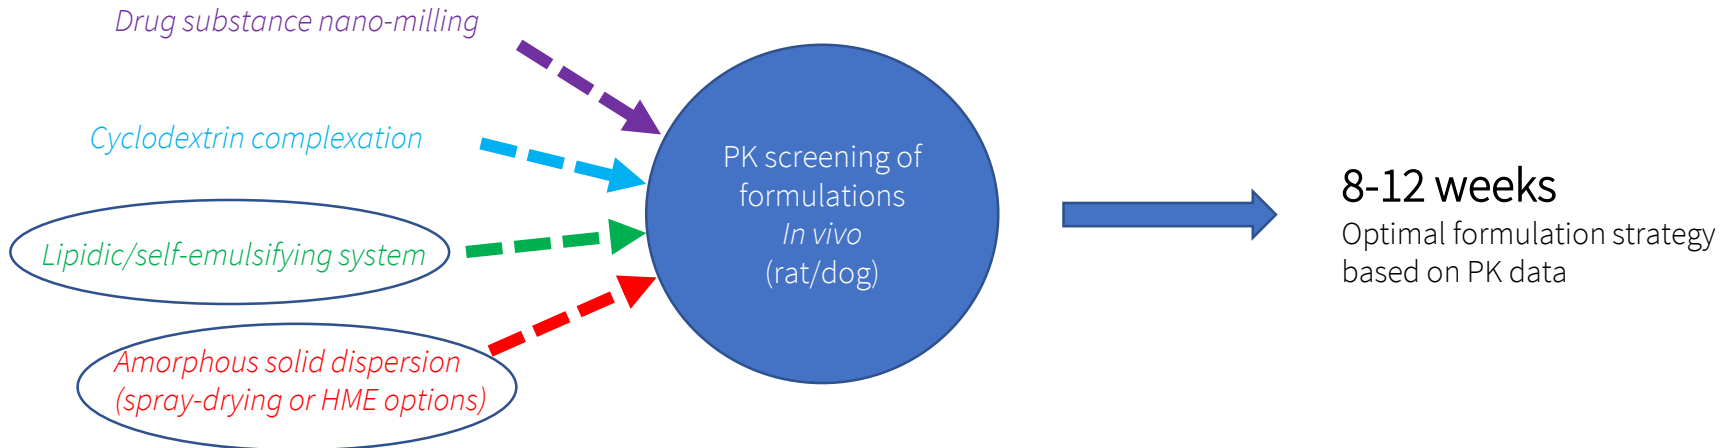 Drug substance nano-milling
Cyclodextrin complexation
Lipidic/self-emulsifying system
Amorphous solid dispersion
(spray-drying or HME options)
PK screening of
formulations
In vivo
(rat/dog)
8-12 weeks
Optimal formulation strategy
based on PK data